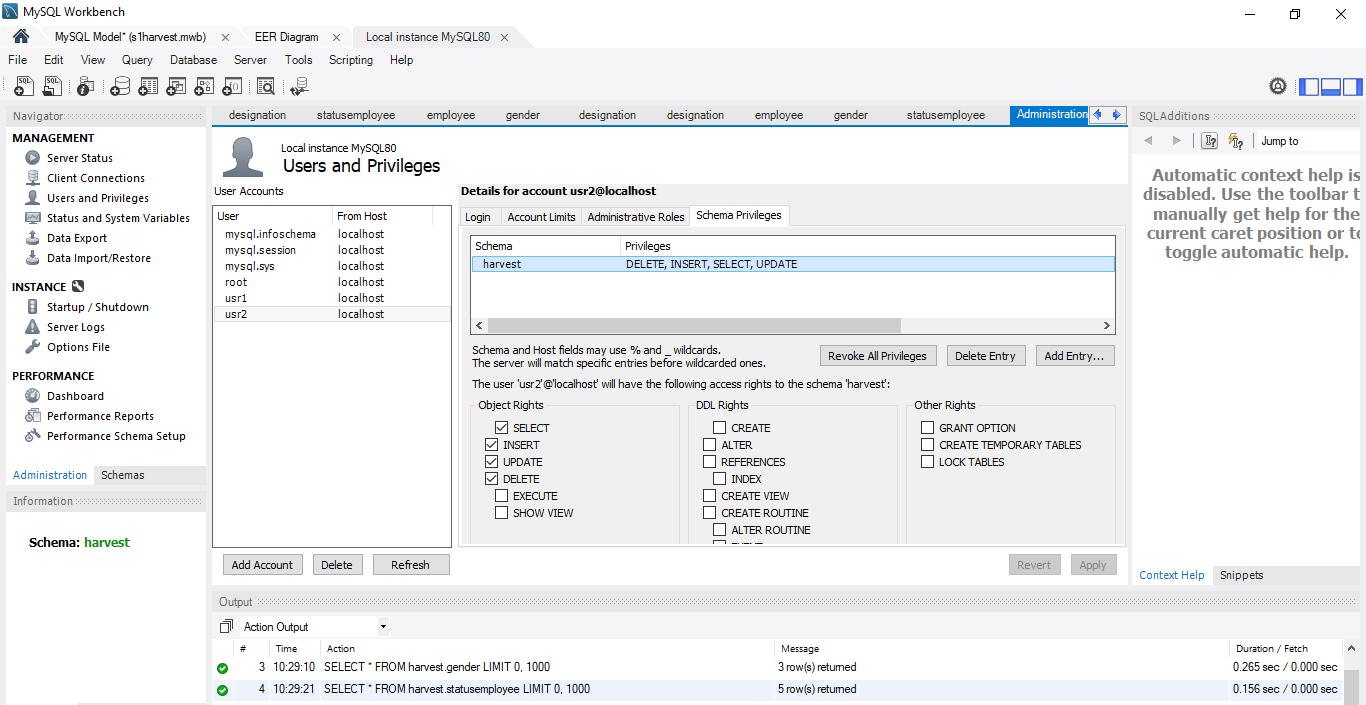 MySQL Workbench
MySQL Model* (s1harvest.mwb) EER Diagram Local instance MySQL80
File Edit View Query Database Server Tools Scripting Help
Navigator
MANAGEMENT
Server Status
Client Connections
Users and Privileges
Status and System Variables
Data Export
Data Import/Restore
INSTANCE
Startup / Shutdown
Server Logs
Options File
PERFORMANCE
Dashboard
Performance Reports
Performance Schema Setup
Administration Schemas
Information
Schema: harvest
designation statusemployee employee gender designation designation employee gender statusemployee Administration
Local instance MySQL80
Users and Privileges
User Accounts
User From Host
mysql.infoschema localhost
mysql.session localhost
mysql.sys localhost
root localhost
usr1 localhost
usr2 localhost
Add Account Delete Refresh
Details for account usr2@localhost
Login Account Limits Administrative Roles Schema Privileges
Schema Privileges
harvest DELETE, INSERT, SELECT, UPDATE
Schema and Host fields may use % and _ wildcards.
The server will match specific entries before wildcarded ones.
Revoke All Privileges Delete Entry Add Entry...
The user 'usr2'@'localhost' will have the following access rights to the schema 'harvest':
Object Rights
SELECT
INSERT
UPDATE
DELETE
EXECUTE
SHOW VIEW
DDL Rights
CREATE
ALTER
REFERENCES
INDEX
CREATE VIEW
CREATE ROUTINE
ALTER ROUTINE
Other Rights
GRANT OPTION
CREATE TEMPORARY TABLES
LOCK TABLES
Revert Apply
SQLAdditions
Jump to
Automatic context help is
disabled. Use the toolbar t
manually get help for the
current caret position or to
toggle automatic help.
Context Help Snippets
Output
Action Output
# Time Action Message Duration / Fetch
3 10:29:10 SELECT * FROM harvest.gender LIMIT 0, 1000 3 row(s) returned 0.265 sec / 0.000 sec
4 10:29:21 SELECT * FROM harvest.statusemployee LIMIT 0, 1000 5 row(s) returned 0.156 sec / 0.000 sec